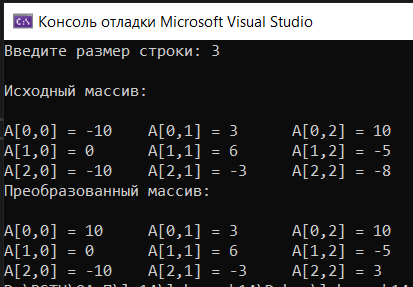 Консоль отладки Microsoft Visual Studio
Введите размер строки: 3
Исходный массив:
A[0,0] = -10 A[0,1] = 3 A[0,2] = 10
A[1,0] = 0 A[1,1] = 6 A[1,2] = -5
A[2,0] = -10 A[2,1] = -3 A[2,2] = -8
Преобразованный массив:
A[0,0] = 10 A[0,1] = 3 A[0,2] = 10
A[1,0] = 0 A[1,1] = 6 A[1,2] = -5
A[2,0] = -10 A[2,1] = -3 A[2,2] = 3